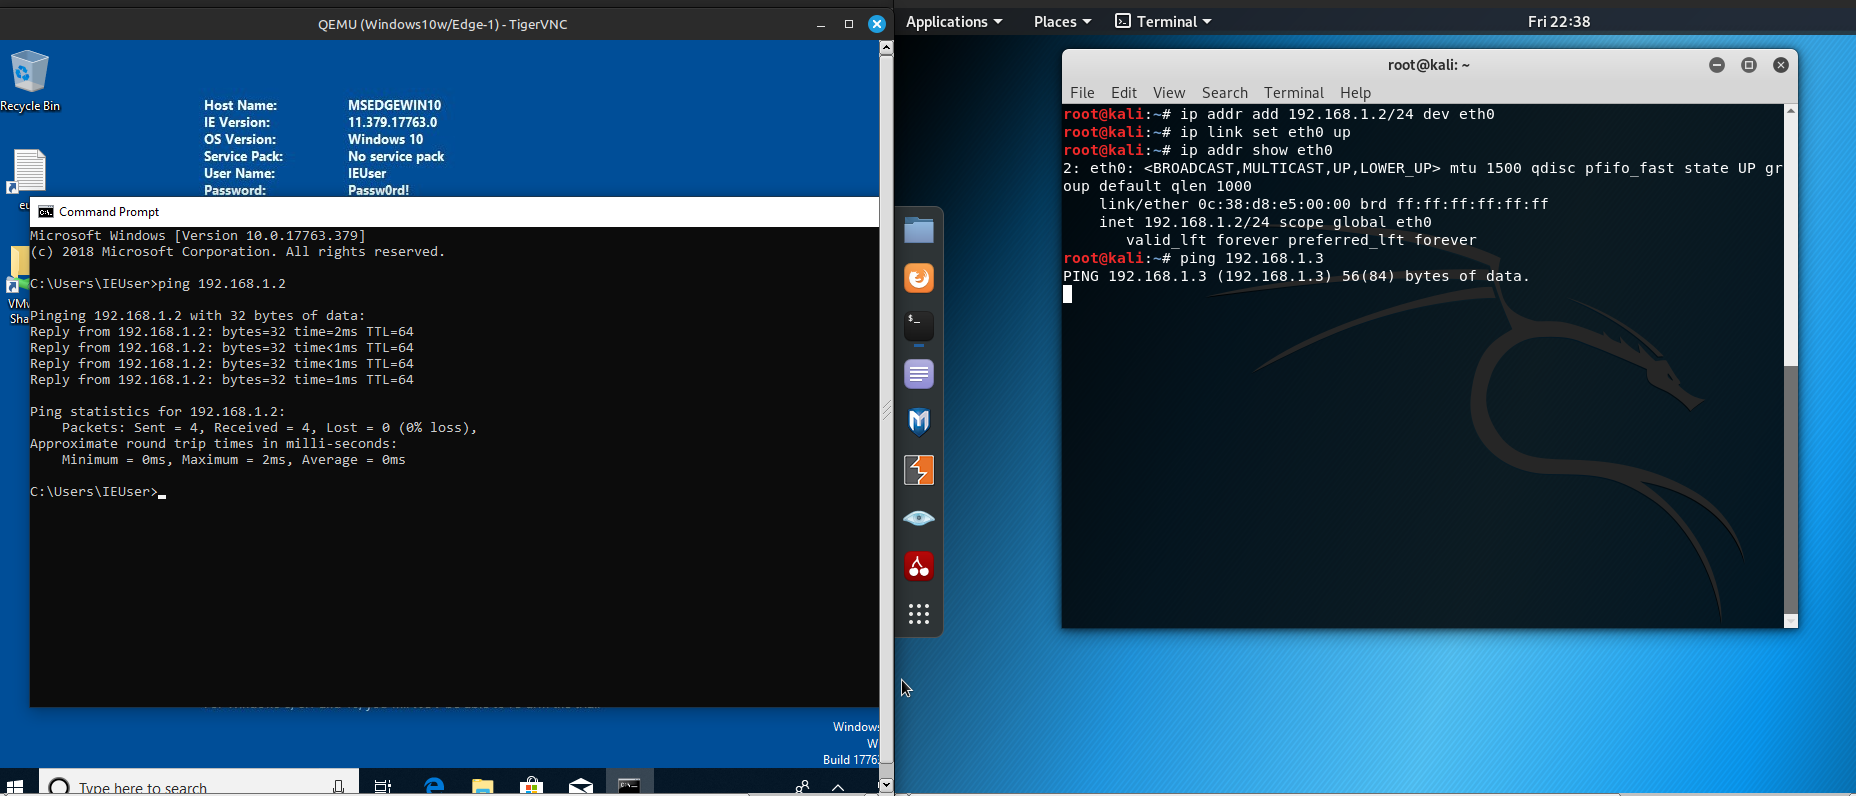 QEMU (Windows10w/Edge-1) - TigerVNC
Recycle Bin
Host Name: MSEDGEWIN10
IE Version: 11.379.17763.0
OS Version: Windows 10
Service Pack: No service pack
User Name: IEUser
Password: Passw0rd!
eu
VMw
Sha
Command Prompt
Microsoft Windows [Version 10.0.17763.379]
(c) 2018 Microsoft Corporation. All rights reserved.
C:\Users\IEUser>ping 192.168.1.2
Pinging 192.168.1.2 with 32 bytes of data:
Reply from 192.168.1.2: bytes=32 time=2ms TTL=64
Reply from 192.168.1.2: bytes=32 time<1ms TTL=64
Reply from 192.168.1.2: bytes=32 time<1ms TTL=64
Reply from 192.168.1.2: bytes=32 time=1ms TTL=64
Ping statistics for 192.168.1.2:
Packets: Sent = 4, Received = 4, Lost = 0 (0% loss),
Approximate round trip times in milli-seconds:
Minimum = 0ms, Maximum = 2ms, Average = 0ms
C:\Users\IEUser>
Windows
W
Build 1776
Type here to search
Applications Places Terminal Fri 22:38
root@kali: ~
File Edit View Search Terminal Help
root@kali:~# ip addr add 192.168.1.2/24 dev eth0
root@kali:~# ip link set eth0 up
root@kali:~# ip addr show eth0
2: eth0: <BROADCAST,MULTICAST,UP,LOWER_UP> mtu 1500 qdisc pfifo_fast state UP gr
oup default qlen 1000
link/ether 0c:38:d8:e5:00:00 brd ff:ff:ff:ff:ff:ff
inet 192.168.1.2/24 scope global eth0
valid_lft forever preferred_lft forever
root@kali:~# ping 192.168.1.3
PING 192.168.1.3 (192.168.1.3) 56(84) bytes of data.